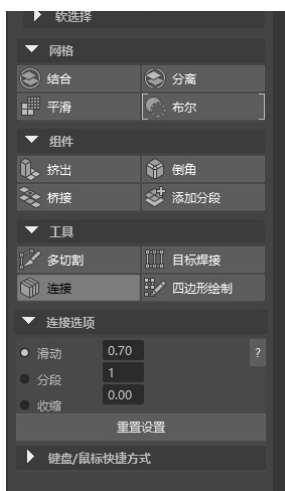 软选择
网格
结合 分离
平滑 布尔
组件
挤出 倒角
桥接 添加分段
工具
多切割 目标焊接
连接 四边形绘制
连接选项
滑动 0.70 ?
分段 1
收缩 0.00
重置设置
键盘/鼠标快捷方式